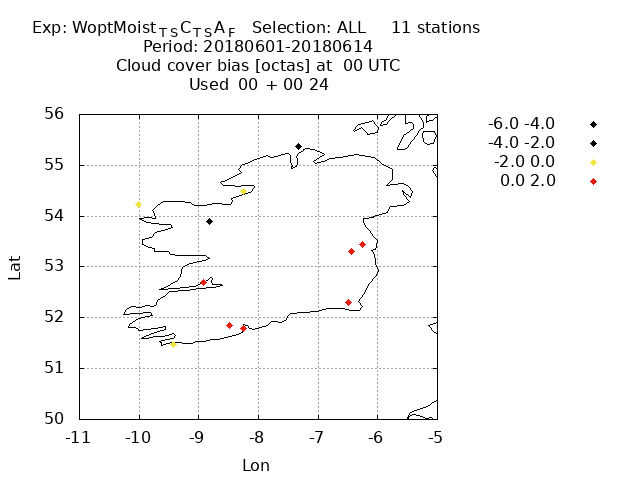 Exp: WoptMoist T S C T S A F Selection: ALL 11 stations
Period: 20180601-20180614
Cloud cover bias [octas] at 00 UTC
Used 00 + 00 24
-6.0 -4.0
-4.0 -2.0
-2.0 0.0
0.0 2.0
56
55
54
53
52
51
50
Lat
-11 -10 -9 -8 -7 -6 -5
Lon